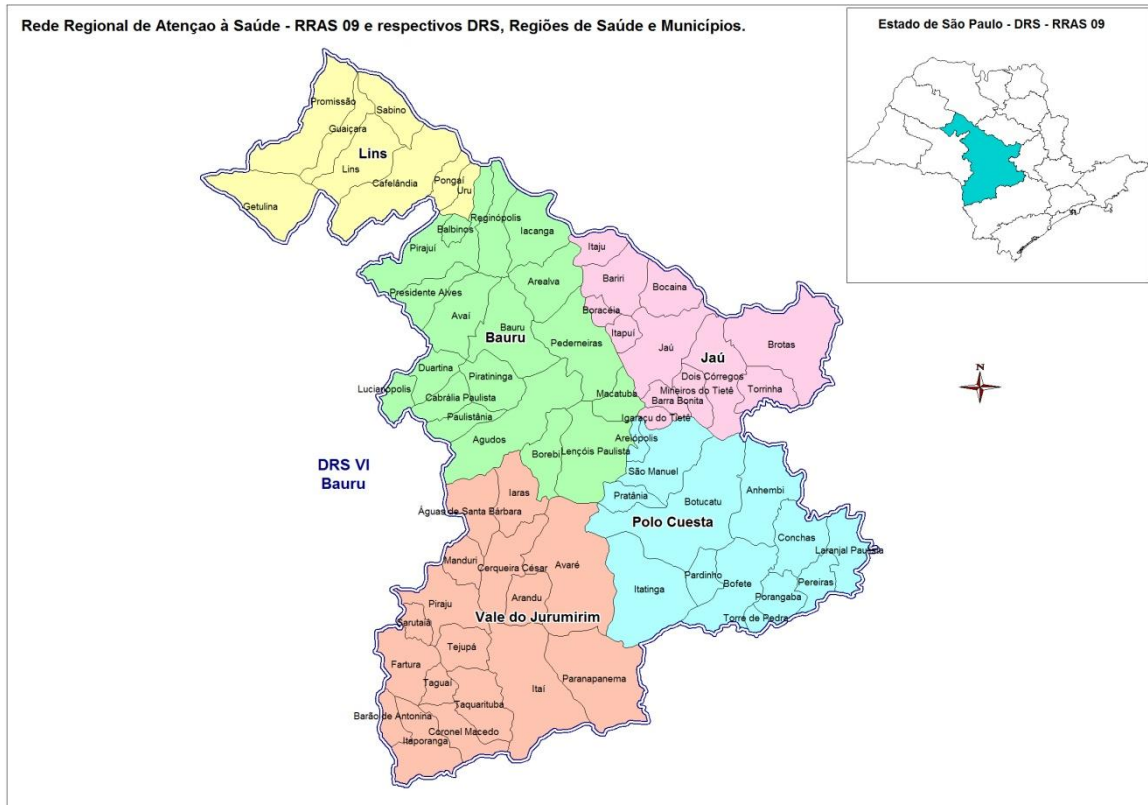 Rede Regional de Atençao à Saúde - RRAS 09 e respectivos DRS, Regiões de Saúde e Municípios.
Estado de São Paulo - DRS - RRAS 09
Promissão
Sabino
Guaiçara
Lins
Lins
Cafelândia
Pongaí
Uru
Getulina
Reginópolis
Balbinos
Iacanga
Pirajuí
Itaju
Arealva
Bariri
Bocaina
Presidente Alves
Boracéia
Avaí
Bauru
Bauru
Itapuí
Pederneiras
Jaú
Jaú
Brotas
Duartina
Piratininga
Dois Córregos
Lucianópolis
Cabrália Paulista
Macatuba
Mineiros do Tietê
Torrinha
Barra Bonita
Paulistânia
Igaraçu do Tietê
Agudos
Areiópolis
Borebi
Lençóis Paulista
DRS VI
Bauru
São Manuel
Iaras
Pratânia
Botucatu
Anhembi
Águas de Santa Bárbara
Polo Cuesta
Conchas
Laranjal Paulista
Manduri
Cerqueira César
Avaré
Itatinga
Pardinho
Bofete
Pereiras
Arandu
Porangaba
Piraju
Vale do Jurumirim
Torre de Pedra
Sarutaiá
Tejupá
Fartura
Taguaí
Itaí
Paranapanema
Taquarituba
Barão de Antonina
Coronel Macedo
Itaporanga
N